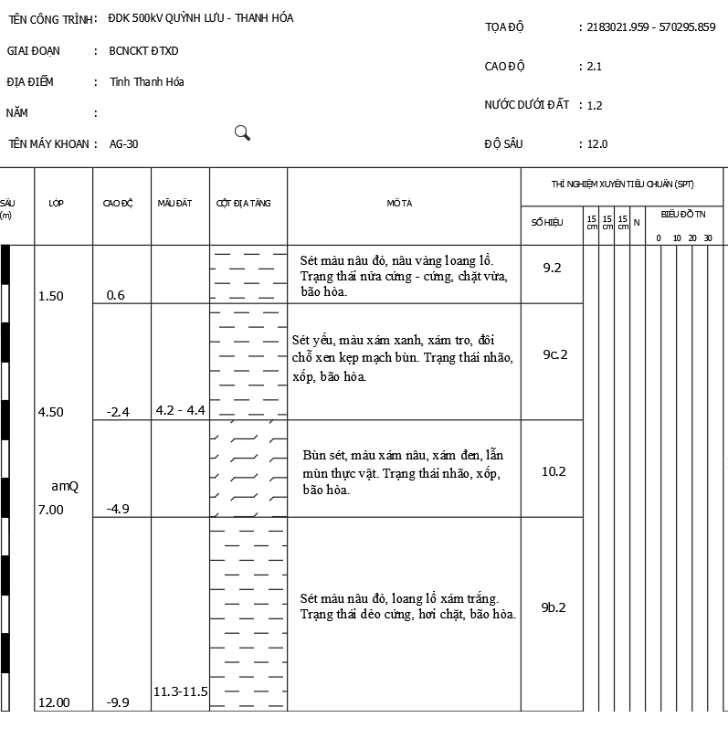 TÊN CÔNG TRÌNH: ĐDK 500kV QUỲNH LƯU - THANH HÓA
TỌA ĐỘ : 2183021.959 - 570295.859
GIAI ĐOẠN : BCNCKT ĐTXD
CAO ĐỘ : 2.1
ĐỊA ĐIỂM : Tỉnh Thanh Hóa
NĂM :
NƯỚC DƯỚI ĐẤT : 1.2
TÊN MÁY KHOAN : AG-30
ĐỘ SÂU : 12.0
SÂU
(m)
LỚP
CAO ĐỘ
MẪU ĐẤT
CỘT ĐỊA TẦNG
MÔ TẢ
THÍ NGHIỆM XUYÊN TIÊU CHUẨN (SPT)
SỐ HIỆU
15
cm
15
cm
15
cm
N
BIỂU ĐỒ TN
0 10 20 30
Sét màu nâu đỏ, nâu vàng loang lổ.
Trạng thái nửa cứng - cứng, chặt vừa,
bão hòa.
9.2
1.50 0.6
Sét yếu, màu xám xanh, xám tro, đôi
chỗ xen kẹp mạch bùn. Trạng thái nhão,
xốp, bão hòa.
9c.2
4.50 -2.4 4.2 - 4.4
Bùn sét, màu xám nâu, xám đen, lẫn
mùn thực vật. Trạng thái nhão, xốp,
bão hòa.
10.2
amQ
7.00 -4.9
Sét màu nâu đỏ, loang lổ xám trắng.
Trạng thái dẻo cứng, hơi chặt, bão hòa.
9b.2
11.3-11.5
12.00 -9.9